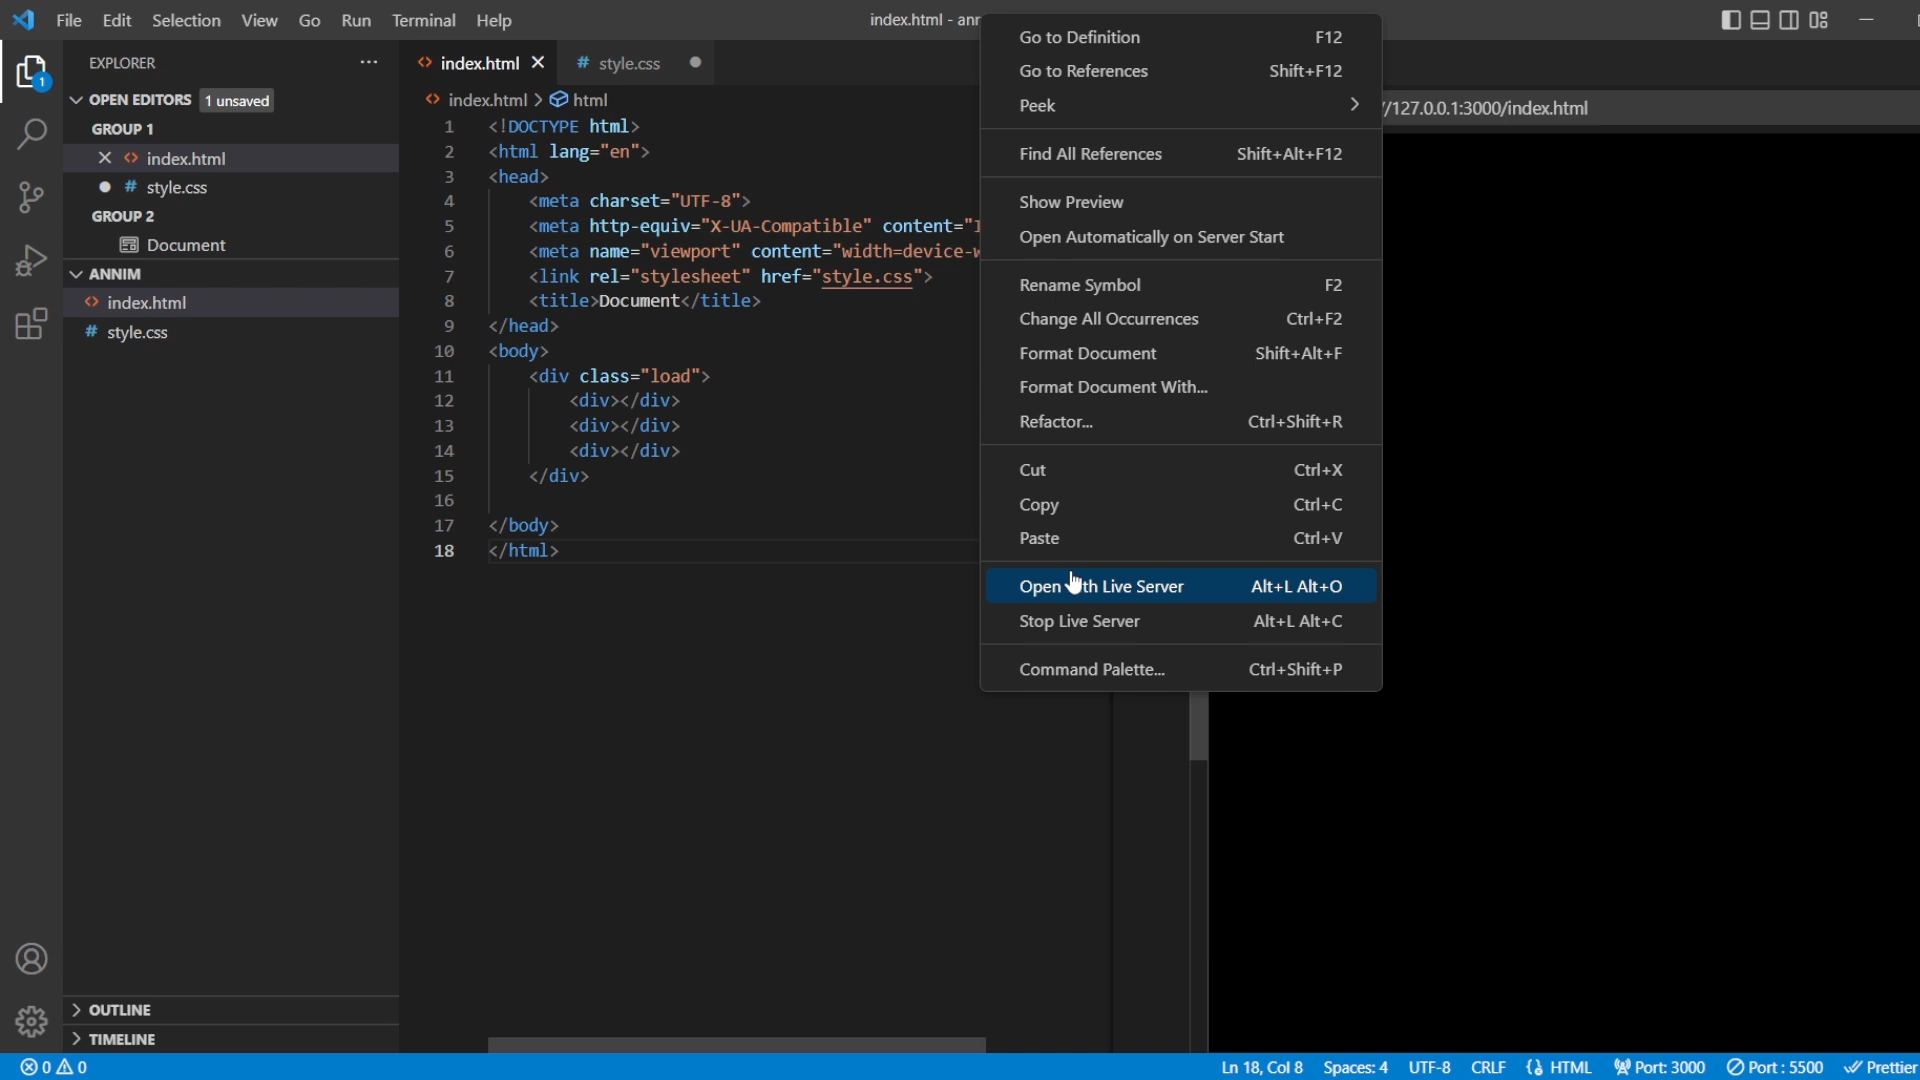 File Edit Selection View Go Run Terminal Help
index.html - ann
EXPLORER
OPEN EDITORS 1 unsaved
GROUP 1
index.html
# style.css
GROUP 2
Document
ANNIM
index.html
# style.css
OUTLINE
TIMELINE
index.html # style.css
index.html > html
1 <!DOCTYPE html>
2 <html lang="en">
3 <head>
4 <meta charset="UTF-8">
5 <meta http-equiv="X-UA-Compatible" content="
6 <meta name="viewport" content="width=device-w
7 <link rel="stylesheet" href="style.css">
8 <title>Document</title>
9 </head>
10 <body>
11 <div class="load">
12 <div></div>
13 <div></div>
14 <div></div>
15 </div>
16
17 </body>
18 </html>
Go to Definition F12
Go to References Shift+F12
Peek
Find All References Shift+Alt+F12
Show Preview
Open Automatically on Server Start
Rename Symbol F2
Change All Occurrences Ctrl+F2
Format Document Shift+Alt+F
Format Document With...
Refactor... Ctrl+Shift+R
Cut Ctrl+X
Copy Ctrl+C
Paste Ctrl+V
Open th Live Server Alt+L Alt+O
Stop Live Server Alt+L Alt+C
Command Palette... Ctrl+Shift+P
/127.0.0.1:3000/index.html
0 0 Ln 18, Col 8 Spaces: 4 UTF-8 CRLF HTML Port: 3000 Port : 5500 Prettier
1